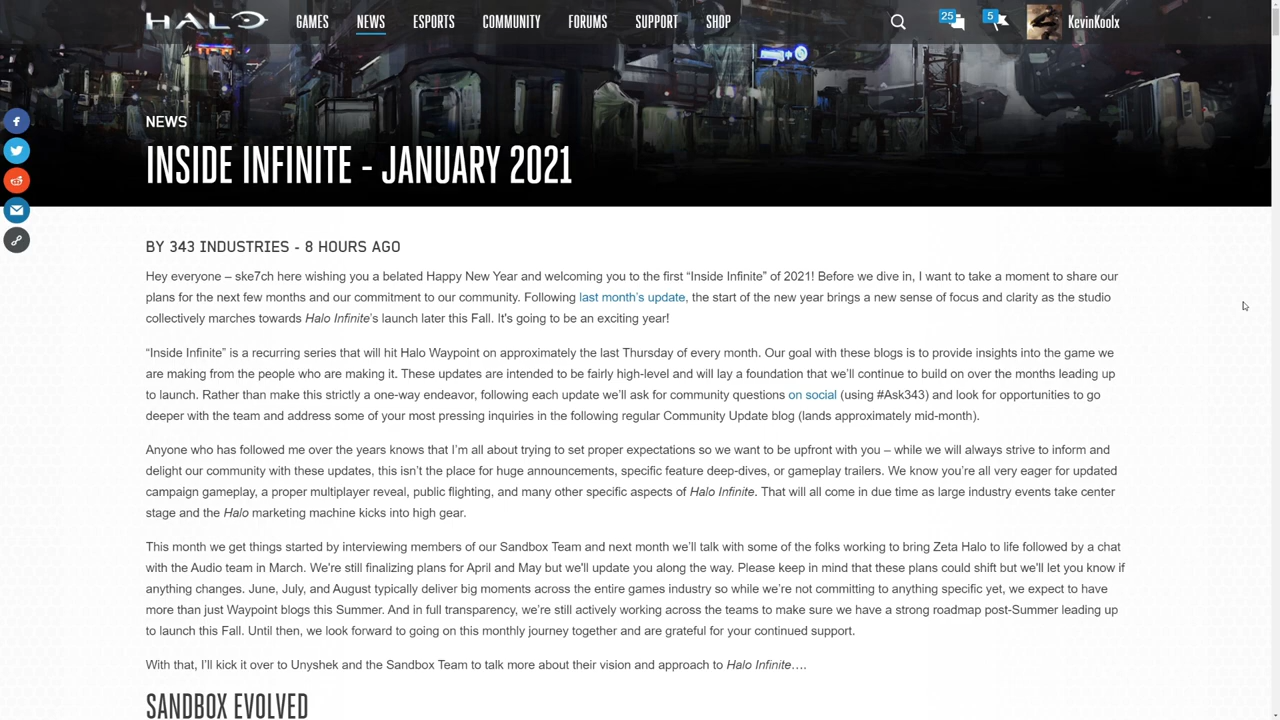 HALO GAMES NEWS ESPORTS COMMUNITY FORUMS SUPPORT SHOP 25 5 KevinKoolx
NEWS
INSIDE INFINITE - JANUARY 2021
BY 343 INDUSTRIES - 8 HOURS AGO
Hey everyone – ske7ch here wishing you a belated Happy New Year and welcoming you to the first “Inside Infinite” of 2021! Before we dive in, I want to take a moment to share our
plans for the next few months and our commitment to our community. Following last month’s update, the start of the new year brings a new sense of focus and clarity as the studio
collectively marches towards Halo Infinite’s launch later this Fall. It's going to be an exciting year!
“Inside Infinite” is a recurring series that will hit Halo Waypoint on approximately the last Thursday of every month. Our goal with these blogs is to provide insights into the game we
are making from the people who are making it. These updates are intended to be fairly high-level and will lay a foundation that we’ll continue to build on over the months leading up
to launch. Rather than make this strictly a one-way endeavor, following each update we’ll ask for community questions on social (using #Ask343) and look for opportunities to go
deeper with the team and address some of your most pressing inquiries in the following regular Community Update blog (lands approximately mid-month).
Anyone who has followed me over the years knows that I’m all about trying to set proper expectations so we want to be upfront with you – while we will always strive to inform and
delight our community with these updates, this isn’t the place for huge announcements, specific feature deep-dives, or gameplay trailers. We know you’re all very eager for updated
campaign gameplay, a proper multiplayer reveal, public flighting, and many other specific aspects of Halo Infinite. That will all come in due time as large industry events take center
stage and the Halo marketing machine kicks into high gear.
This month we get things started by interviewing members of our Sandbox Team and next month we’ll talk with some of the folks working to bring Zeta Halo to life followed by a chat
with the Audio team in March. We're still finalizing plans for April and May but we'll update you along the way. Please keep in mind that these plans could shift but we’ll let you know if
anything changes. June, July, and August typically deliver big moments across the entire games industry so while we’re not committing to anything specific yet, we expect to have
more than just Waypoint blogs this Summer. And in full transparency, we’re still actively working across the teams to make sure we have a strong roadmap post-Summer leading up
to launch this Fall. Until then, we look forward to going on this monthly journey together and are grateful for your continued support.
With that, I’ll kick it over to Unyshek and the Sandbox Team to talk more about their vision and approach to Halo Infinite….
SANDBOX EVOLVED